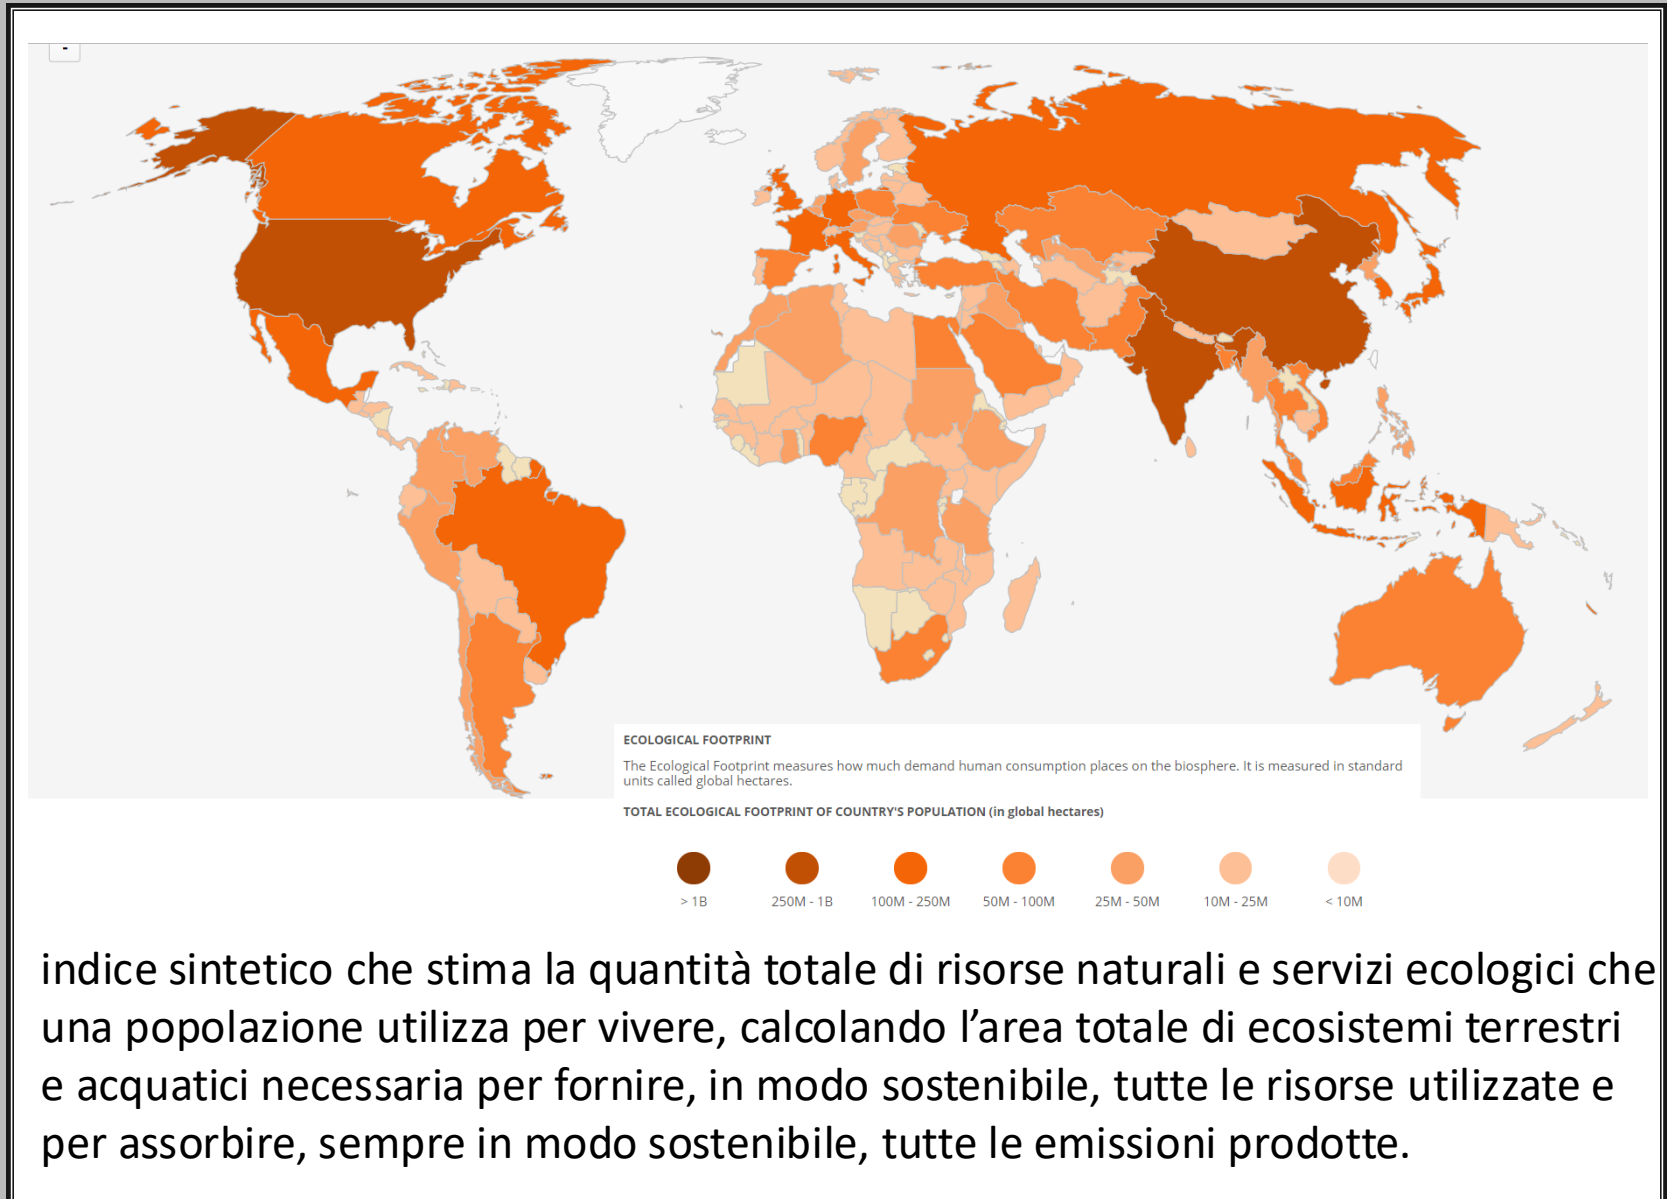 -
ECOLOGICAL FOOTPRINT
The Ecological Footprint measures how much demand human consumption places on the biosphere. It is measured in standard
units called global hectares.
TOTAL ECOLOGICAL FOOTPRINT OF COUNTRY'S POPULATION (in global hectares)
> 1B 250M - 1B 100M - 250M 50M - 100M 25M - 50M 10M - 25M < 10M
indice sintetico che stima la quantità totale di risorse naturali e servizi ecologici che
una popolazione utilizza per vivere, calcolando l’area totale di ecosistemi terrestri
e acquatici necessaria per fornire, in modo sostenibile, tutte le risorse utilizzate e
per assorbire, sempre in modo sostenibile, tutte le emissioni prodotte.